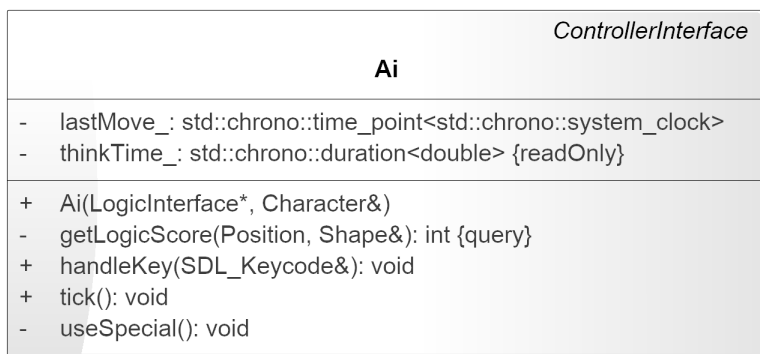 ControllerInterface
Ai
- lastMove_: std::chrono::time_point<std::chrono::system_clock>
- thinkTime_: std::chrono::duration<double> {readOnly}
+ Ai(LogicInterface*, Character&)
- getLogicScore(Position, Shape&): int {query}
+ handleKey(SDL_Keycode&): void
+ tick(): void
- useSpecial(): void